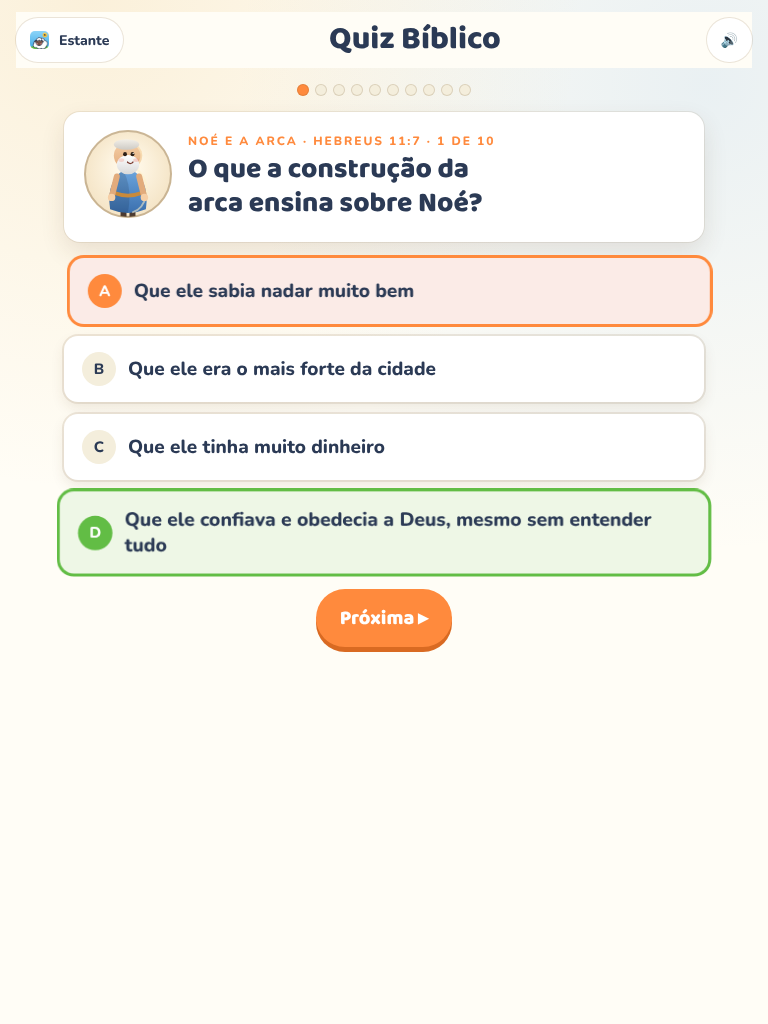 Estante
Quiz Bíblico
NOÉ E A ARCA · HEBREUS 11:7 · 1 DE 10
O que a construção da
arca ensina sobre Noé?
A Que ele sabia nadar muito bem
B Que ele era o mais forte da cidade
C Que ele tinha muito dinheiro
D Que ele confiava e obedecia a Deus, mesmo sem entender
tudo
Próxima ▸